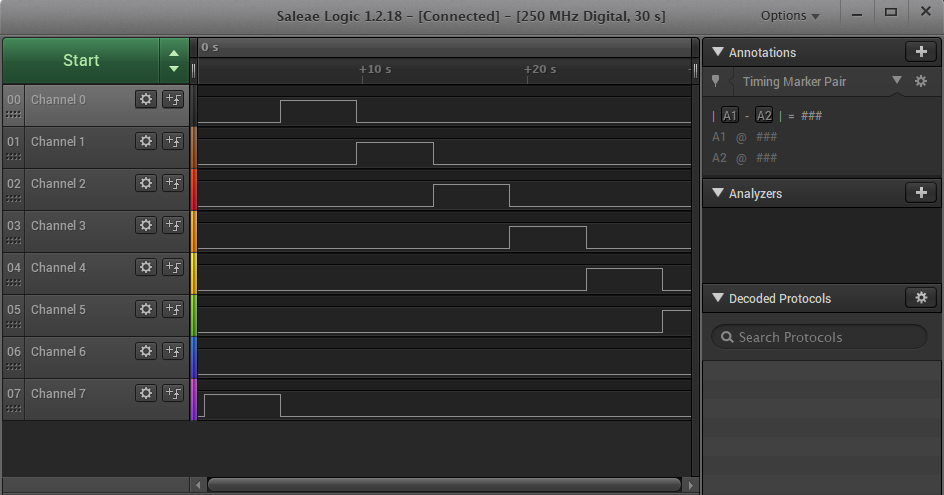 Saleae Logic 1.2.18 – [Connected] – [250 MHz Digital, 30 s]
Options
Start
0 s
+10 s
+20 s
00 Channel 0
01 Channel 1
02 Channel 2
03 Channel 3
04 Channel 4
05 Channel 5
06 Channel 6
07 Channel 7
Annotations
Timing Marker Pair
| A1 - A2 | = ###
A1 @ ###
A2 @ ###
Analyzers
Decoded Protocols
Search Protocols